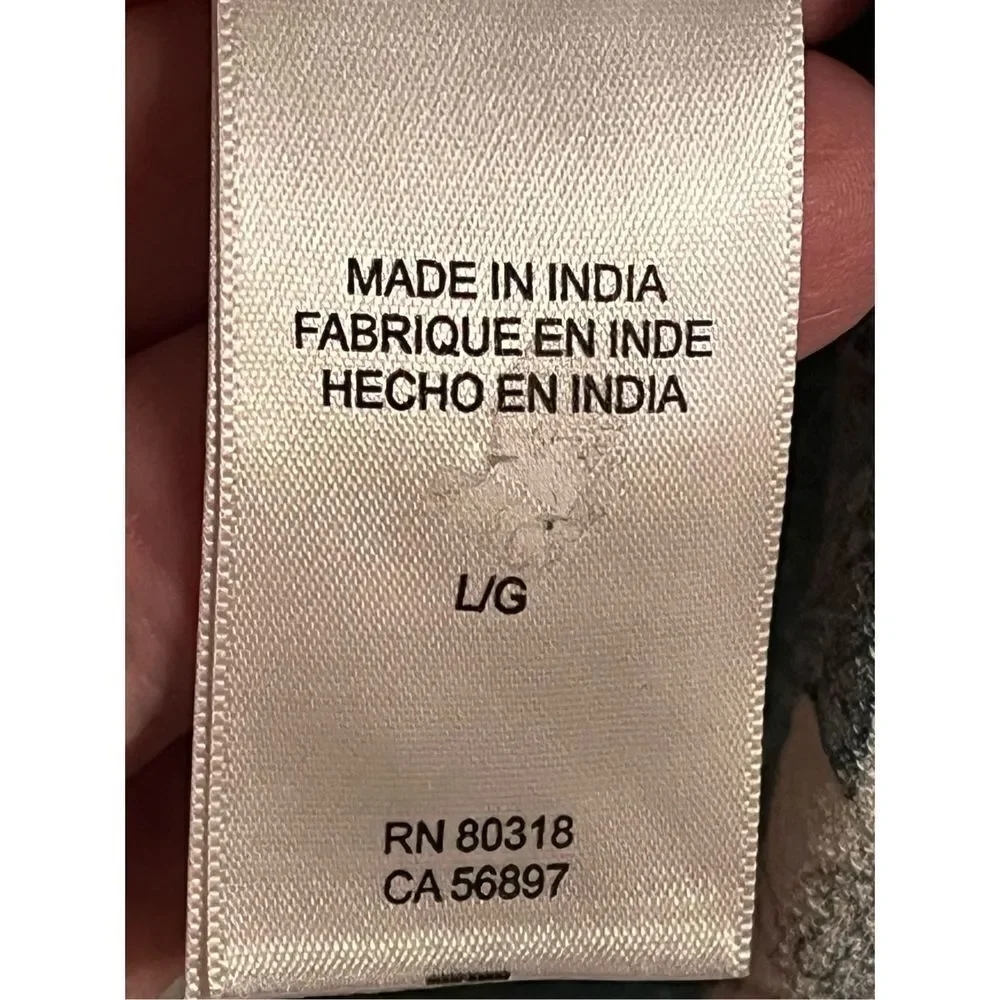 MADE IN INDIA
FABRIQUE EN INDE
HECHO EN INDIA
L/G
RN 80318
CA 56897